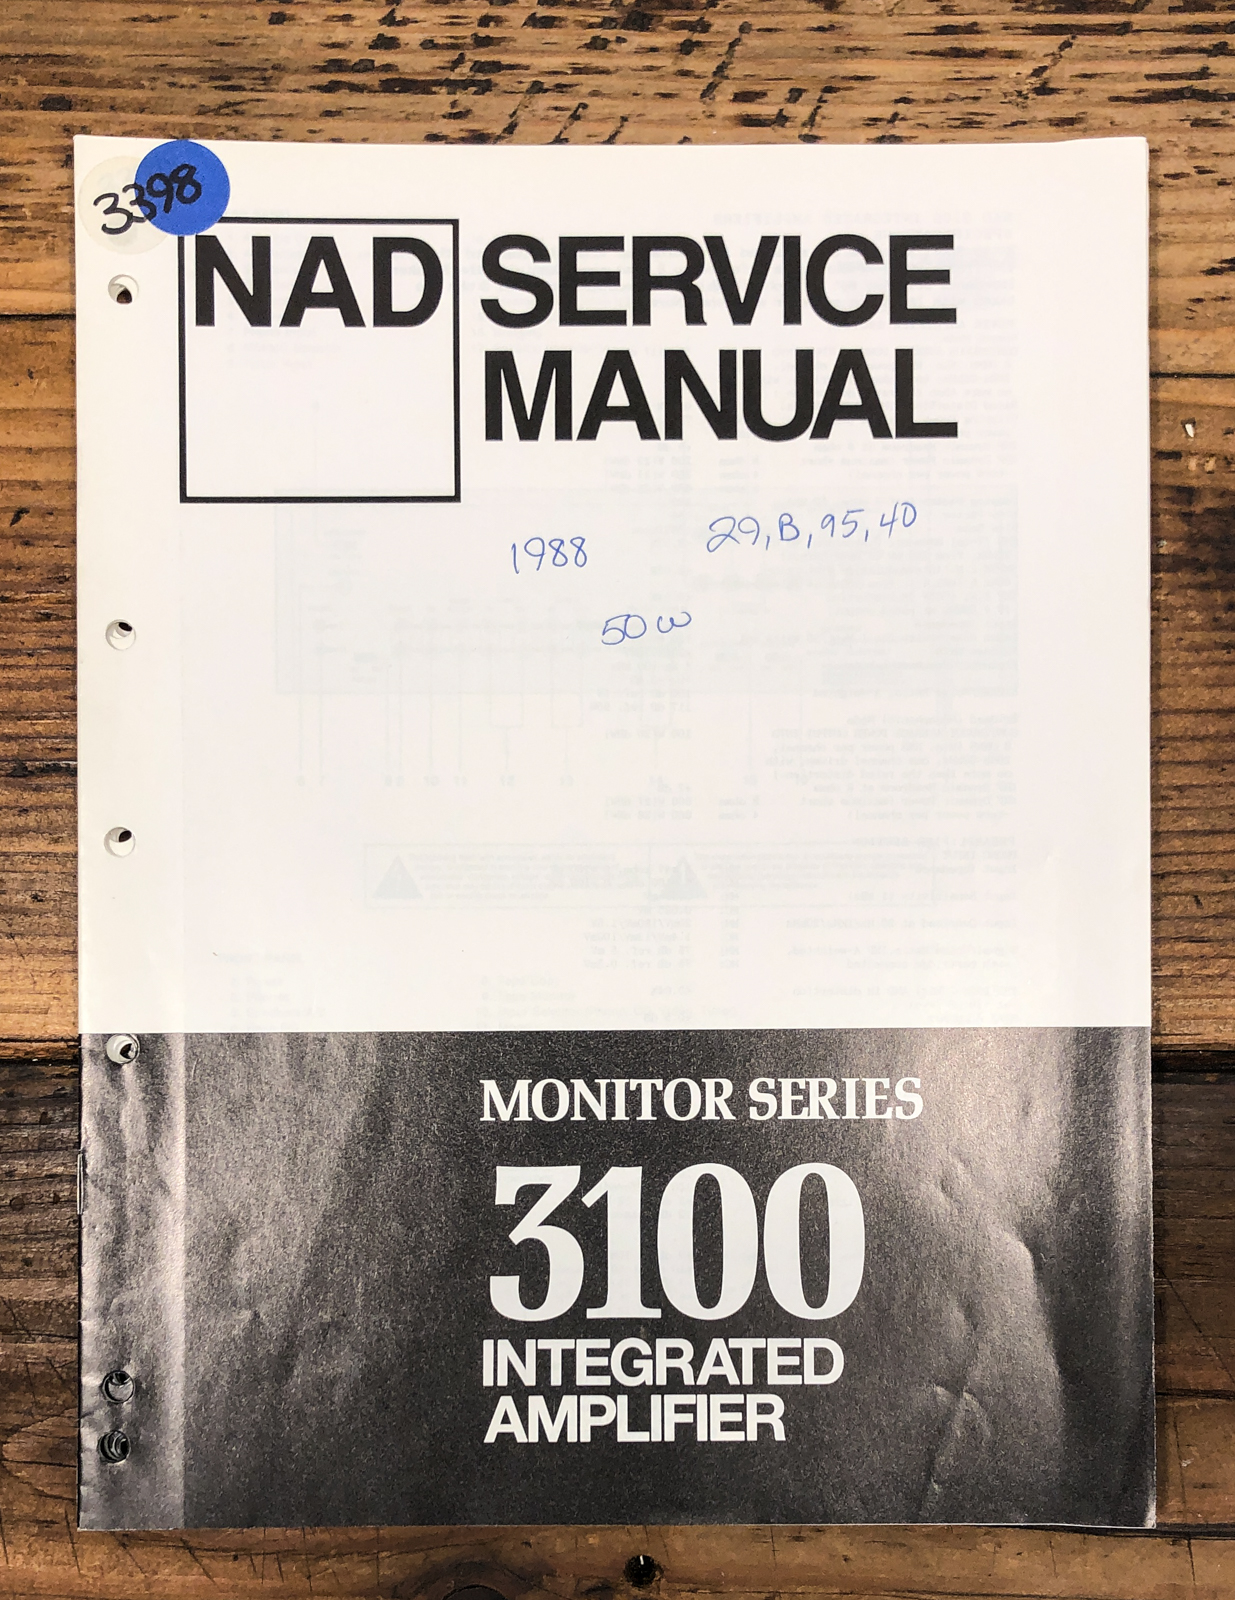 3398
NAD SERVICE
MANUAL
1988 29, B, 95, 40
50 w
MONITOR SERIES
3100
INTEGRATED
AMPLIFIER